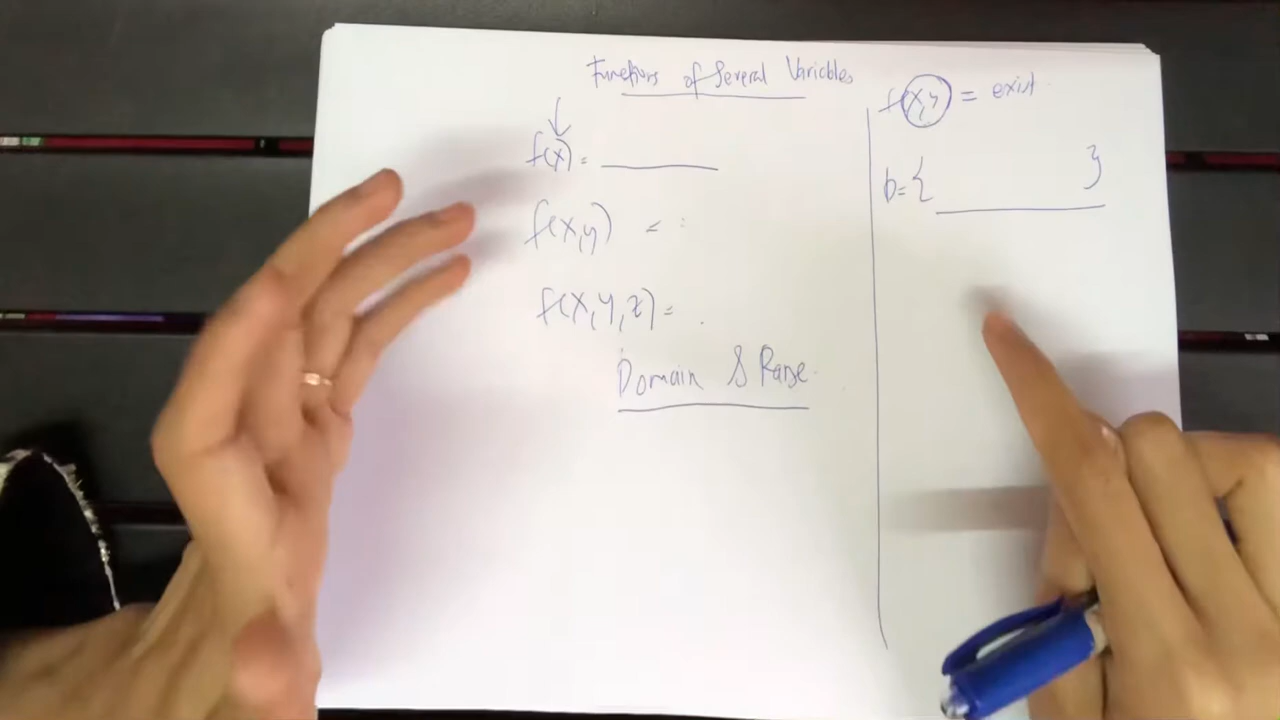 Functions of Several Variables
f(x) =
f(x,y) =
f(x,y,z) =
Domain & Range
f(x,y) = exist
D = { }